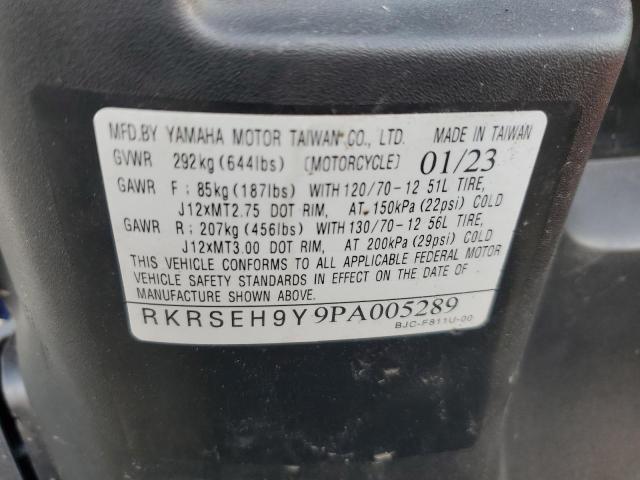 MFD.BY YAMAHA MOTOR TAIWAN CO., LTD. MADE IN TAIWAN
GVWR 292kg (644lbs) (MOTORCYCLE) 01/23
GAWR F : 85kg (187lbs) WITH 120/70-12 51L TIRE,
J12xMT2.75 DOT RIM, AT 150kPa (22psi) COLD
GAWR R : 207kg (456lbs) WITH 130/70-12 56L TIRE,
J12xMT3.00 DOT RIM, AT 200kPa (29psi) COLD
THIS VEHICLE CONFORMS TO ALL APPLICABLE FEDERAL MOTOR
VEHICLE SAFETY STANDARDS IN EFFECT ON THE DATE OF
MANUFACTURE SHOWN ABOVE.
RKRSEH9Y9PA005289
BJC-F811U-00